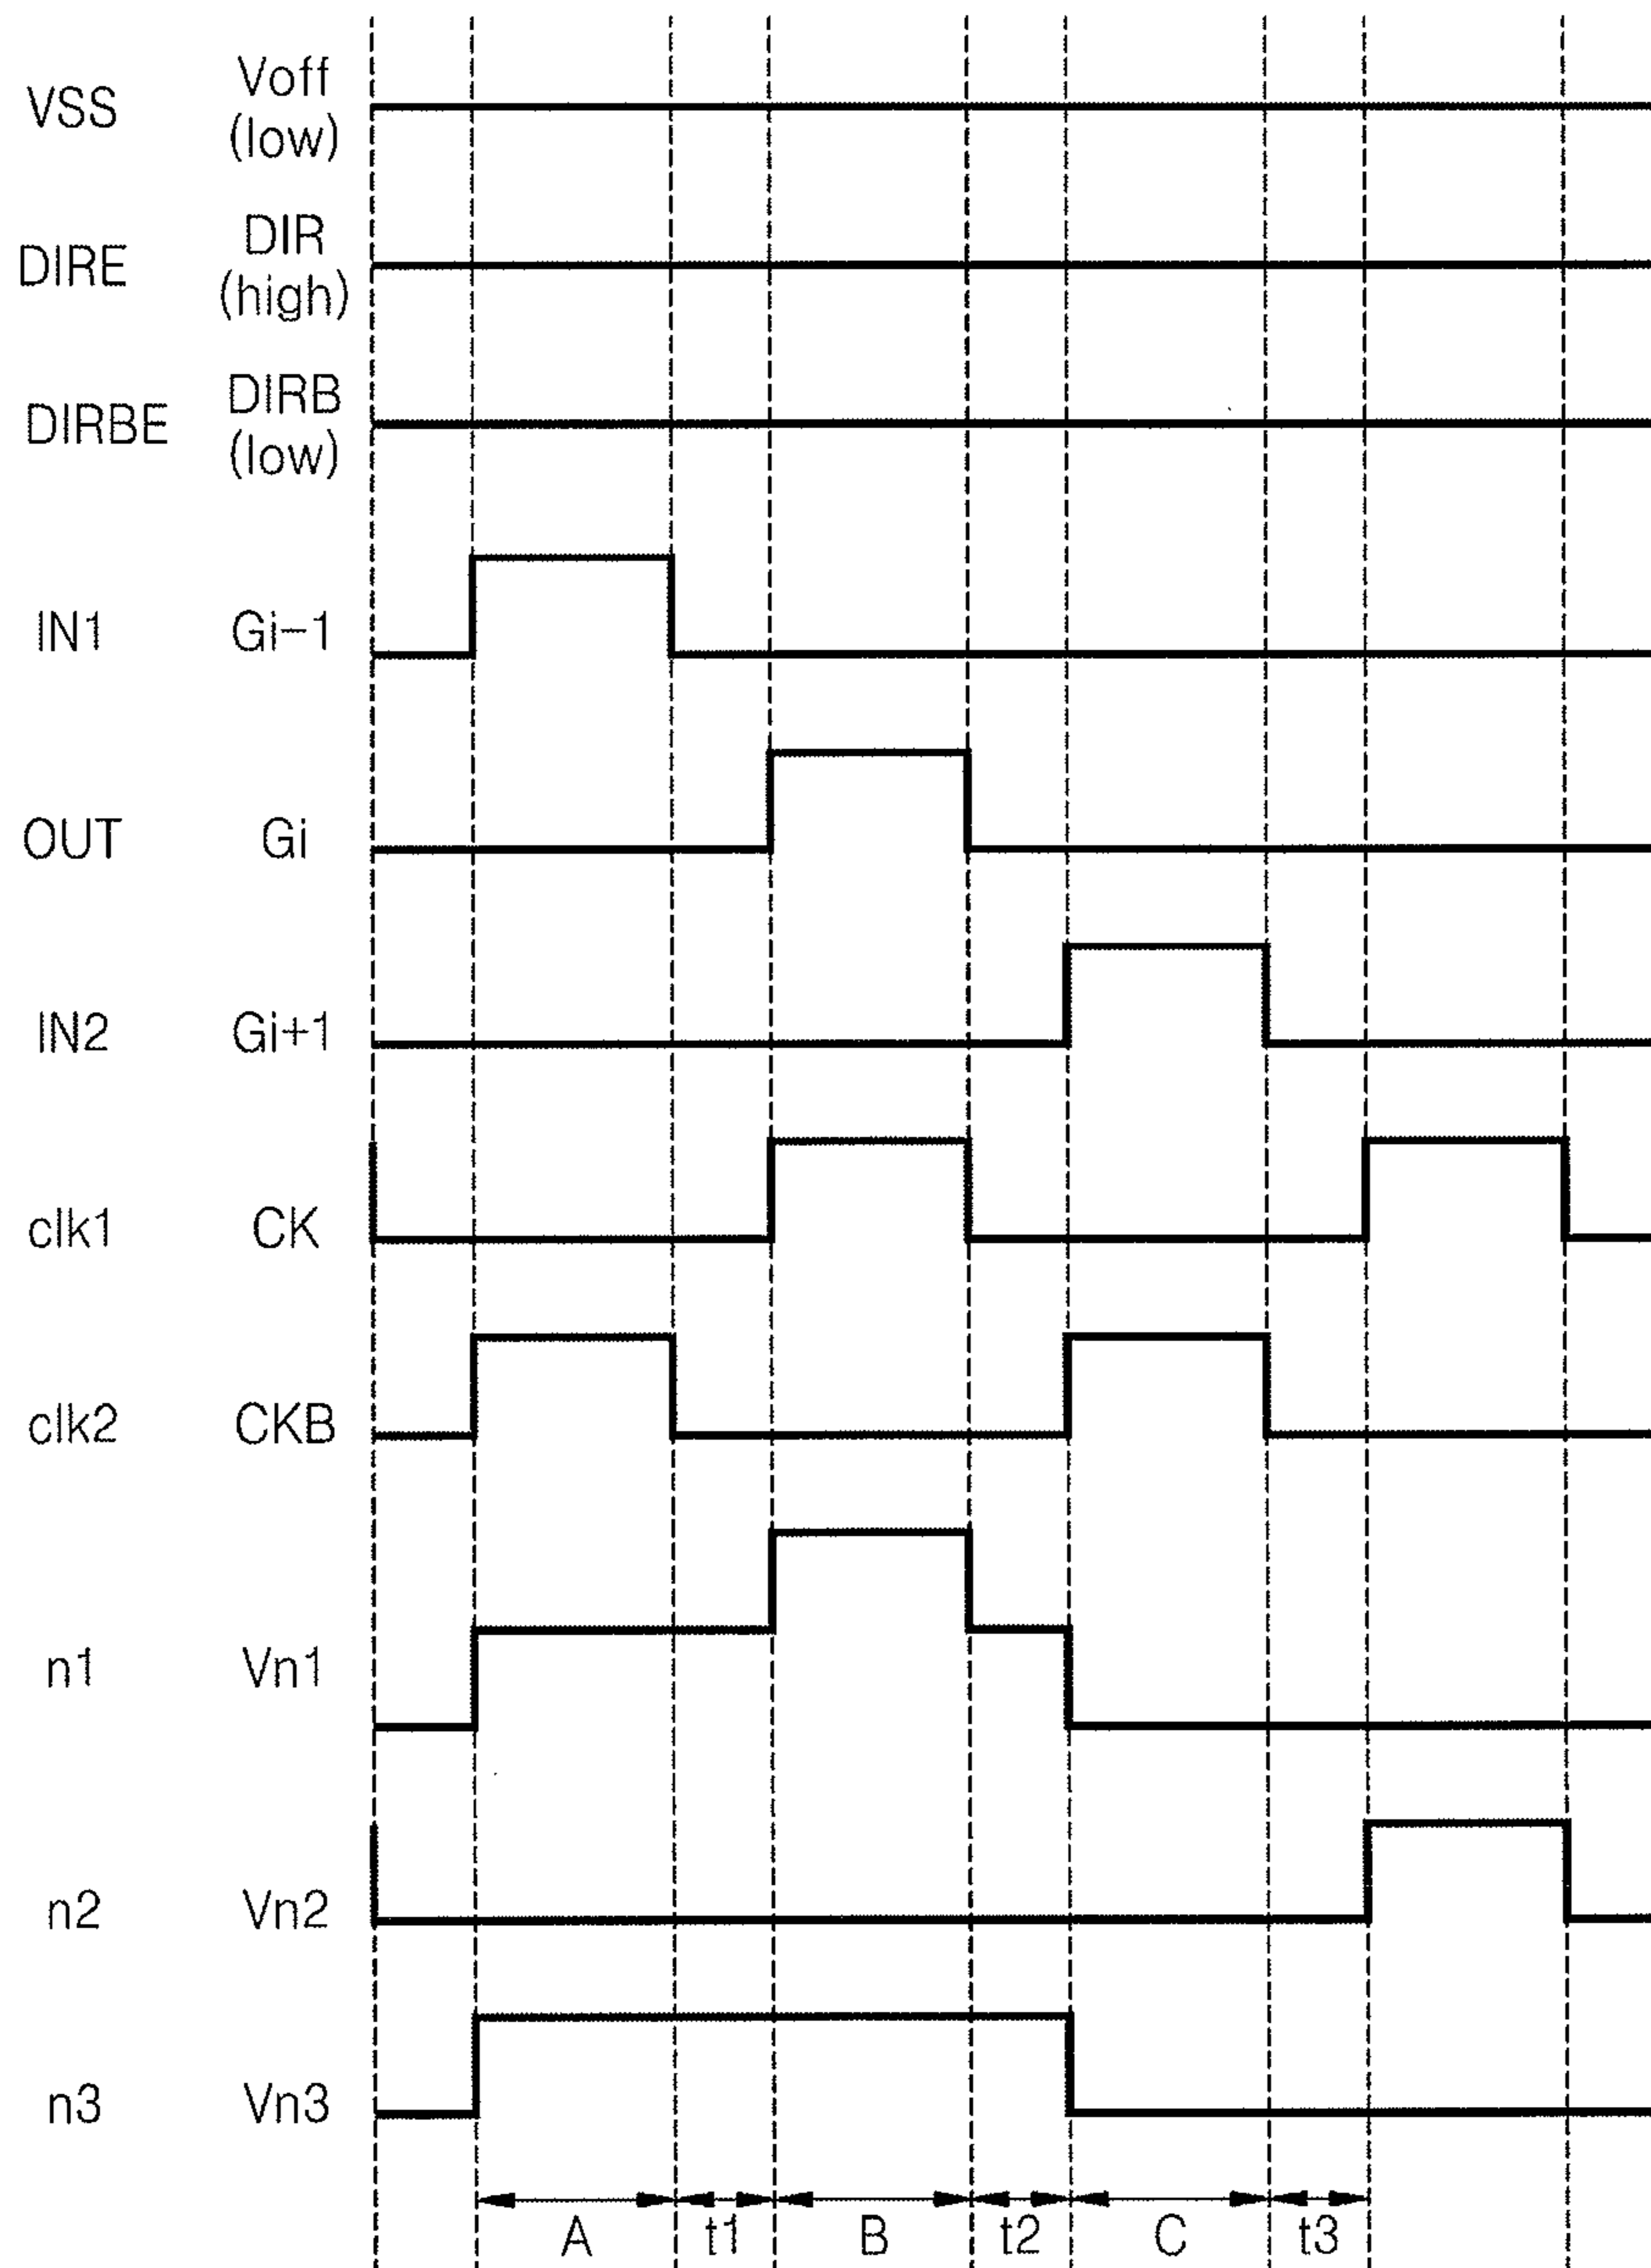 VSS Voff (low)
DIRE DIR (high)
DIRBE DIRB (low)
IN1 Gi-1
OUT Gi
IN2 Gi+1
clk1 CK
clk2 CKB
n1 Vn1
n2 Vn2
n3 Vn3
A t1 B t2 C t3